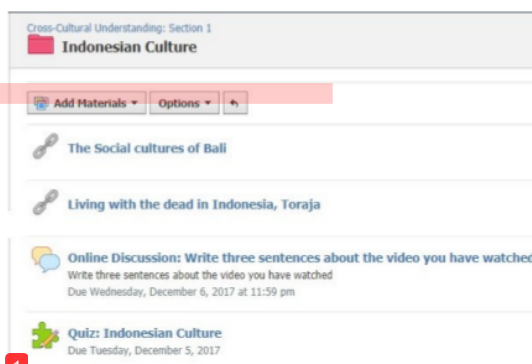 Cross-Cultural Understanding: Section 1
Indonesian Culture
Add Materials Options
The Social cultures of Bali
Living with the dead in Indonesia, Toraja
Online Discussion: Write three sentences about the video you have watched
Write three sentences about the video you have watched
Due Wednesday, December 6, 2017 at 11:59 pm
Quiz: Indonesian Culture
Due Tuesday, December 5, 2017